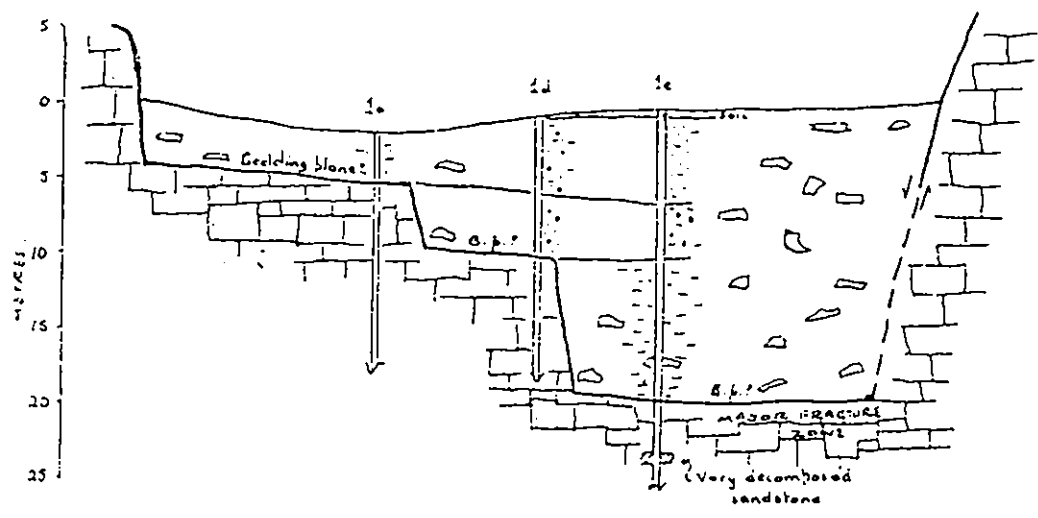 5
0
5
10
15
20
25
METRES
1a
1d
1e
Soil
Bedding plane?
B.p.?
B.p.?
MAJOR FRACTURE
ZONE
Very decomposed
sandstone